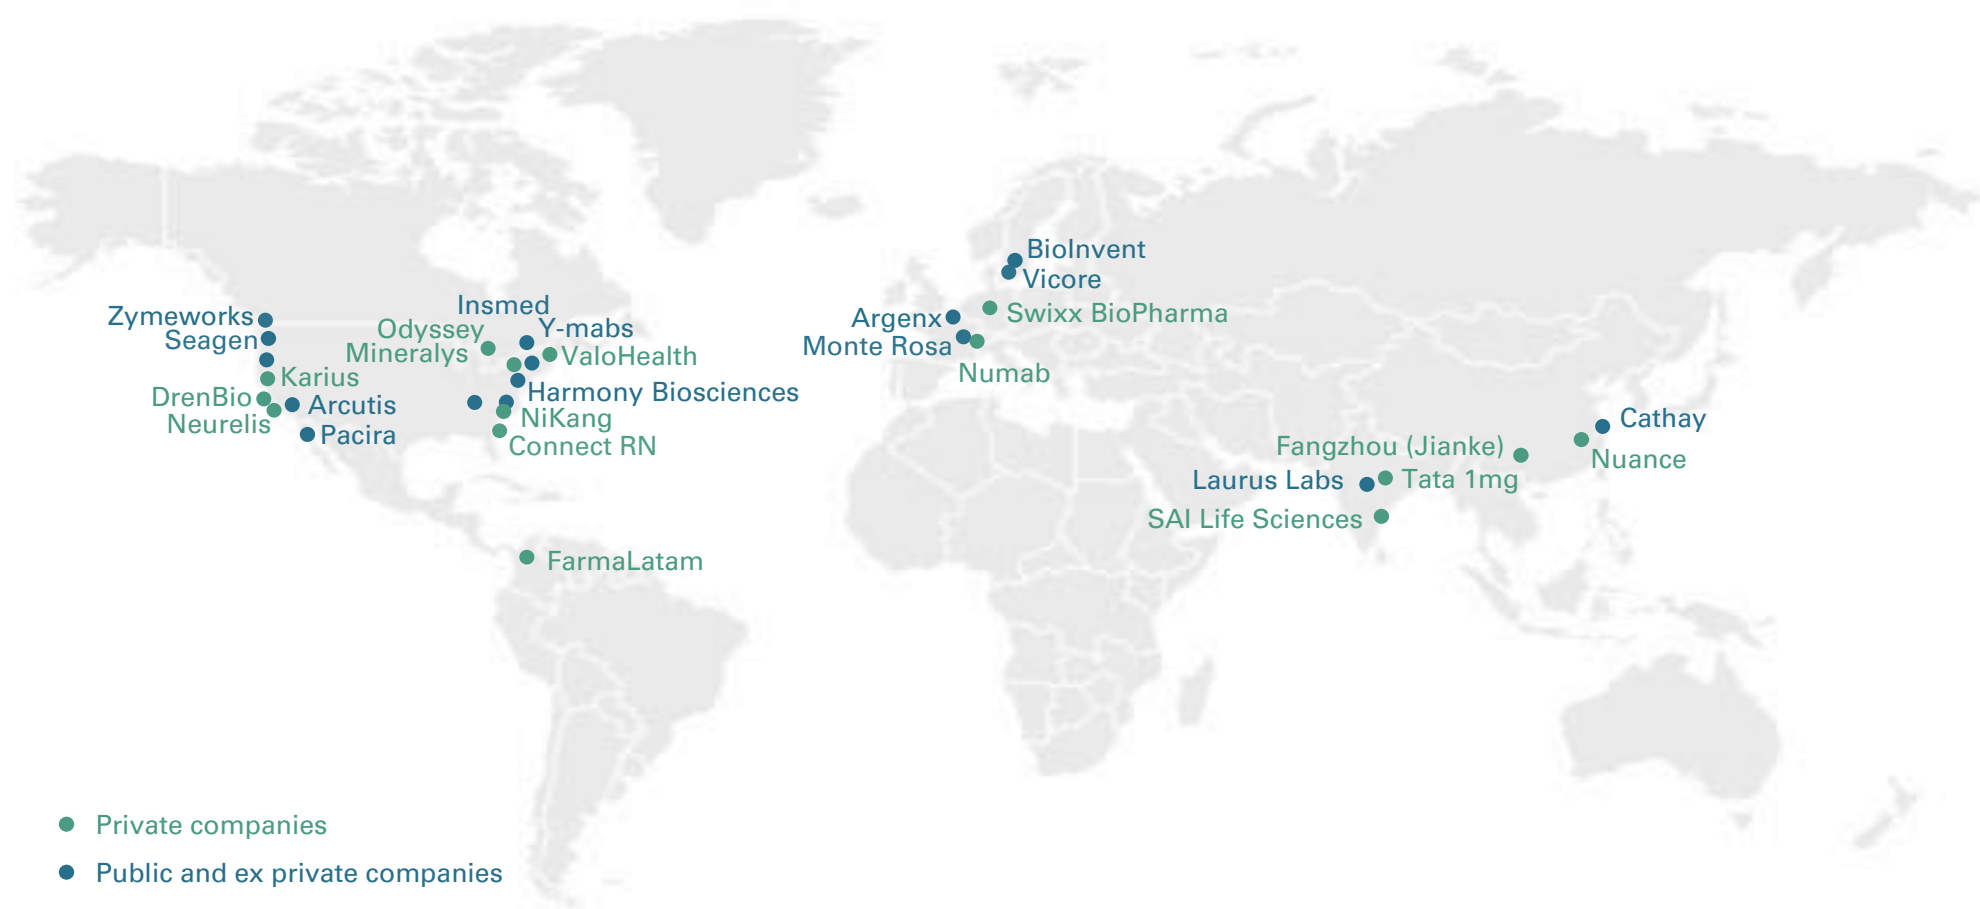 BioInvent
Vicore
Insmed
Zymeworks
Swixx BioPharma
Argenx
Odyssey
Y-mabs
Seagen
Monte Rosa
Mineralys
ValoHealth
Numab
Karius
Harmony Biosciences
DrenBio
Arcutis
NiKang
Cathay
Neurelis
Pacira
Connect RN
Fangzhou (Jianke)
Nuance
Laurus Labs
Tata 1mg
SAI Life Sciences
FarmaLatam
Private companies
Public and ex private companies